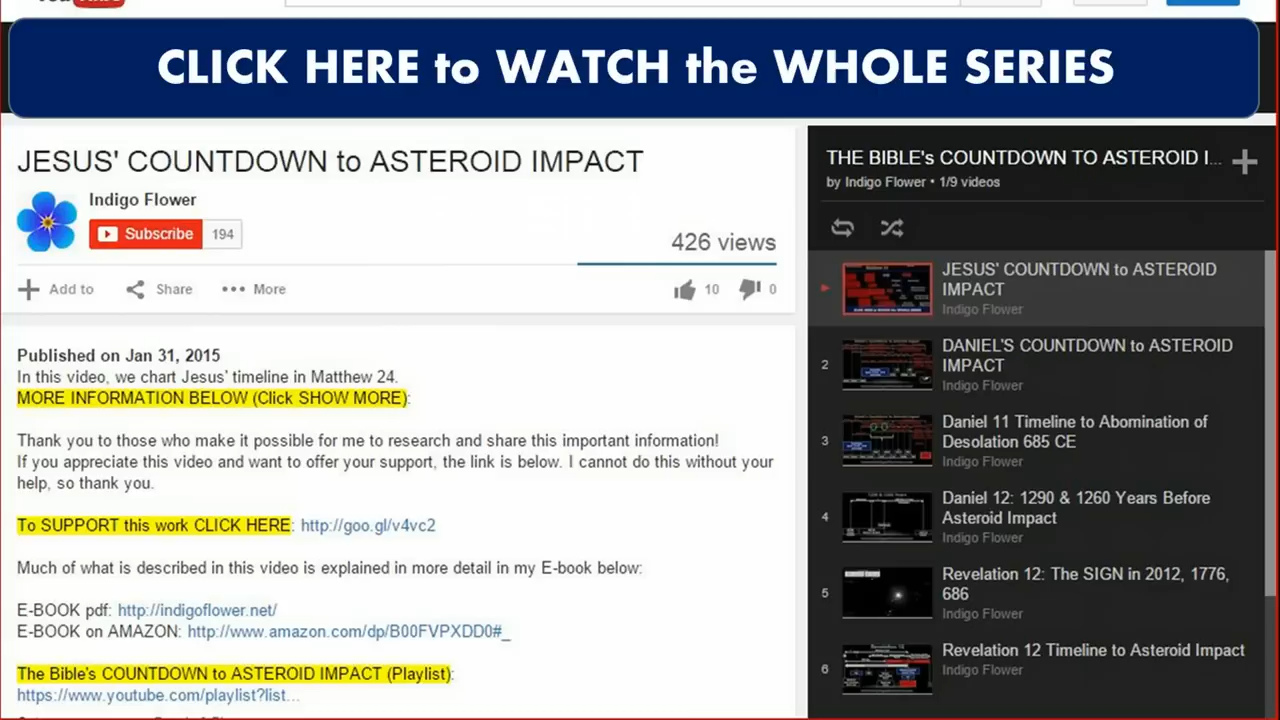 CLICK HERE to WATCH the WHOLE SERIES
JESUS' COUNTDOWN to ASTEROID IMPACT
Indigo Flower
Subscribe 194
426 views
Add to Share More 10 0
Published on Jan 31, 2015
In this video, we chart Jesus' timeline in Matthew 24.
MORE INFORMATION BELOW (Click SHOW MORE):
Thank you to those who make it possible for me to research and share this important information!
If you appreciate this video and want to offer your support, the link is below. I cannot do this without your
help, so thank you.
To SUPPORT this work CLICK HERE: http://goo.gl/v4vc2
Much of what is described in this video is explained in more detail in my E-book below:
E-BOOK pdf: http://indigoflower.net/
E-BOOK on AMAZON: http://www.amazon.com/dp/B00FVPXDD0#_
The Bible's COUNTDOWN to ASTEROID IMPACT (Playlist):
https://www.youtube.com/playlist?list...
THE BIBLE's COUNTDOWN TO ASTEROID I...
by Indigo Flower • 1/9 videos
JESUS' COUNTDOWN to ASTEROID
IMPACT
Indigo Flower
2
DANIEL'S COUNTDOWN to ASTEROID
IMPACT
Indigo Flower
3
Daniel 11 Timeline to Abomination of
Desolation 685 CE
Indigo Flower
4
Daniel 12: 1290 & 1260 Years Before
Asteroid Impact
Indigo Flower
5
Revelation 12: The SIGN in 2012, 1776,
686
Indigo Flower
6
Revelation 12 Timeline to Asteroid Impact
Indigo Flower